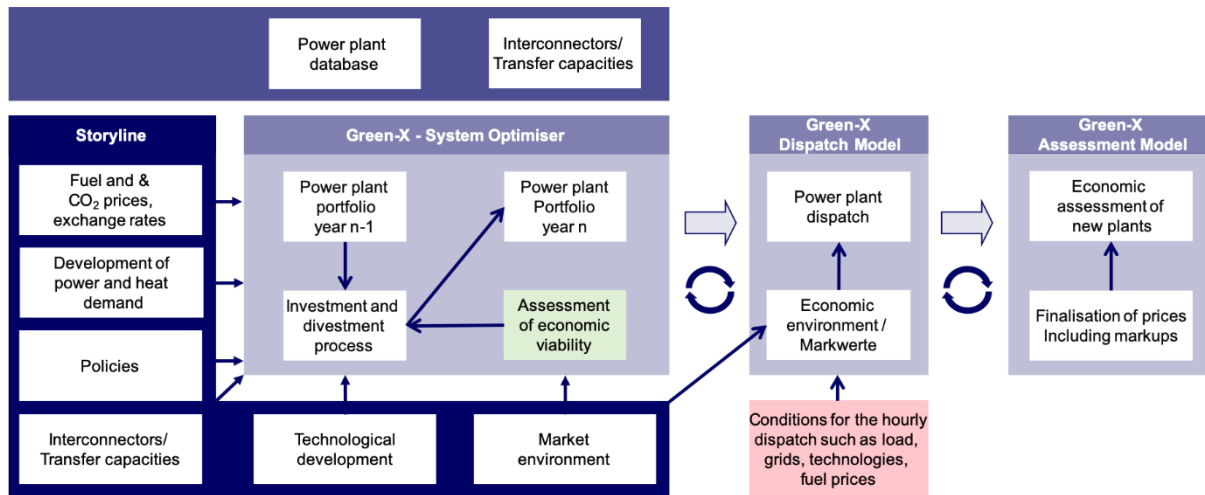 Power plant
database
Interconnectors/
Transfer capacities
Storyline
Fuel and &
CO₂ prices,
exchange rates
Development of
power and heat
demand
Policies
Interconnectors/
Transfer capacities
Green-X - System Optimiser
Power plant
portfolio
year n-1
Power plant
Portfolio
year n
Investment and
divestment
process
Assessment
of economic
viability
Technological
development
Market
environment
Green-X
Dispatch Model
Power plant
dispatch
Economic
environment /
Markwerte
Conditions for the hourly
dispatch such as load,
grids, technologies,
fuel prices
Green-X
Assessment Model
Economic
assessment of
new plants
Finalisation of prices
Including markups